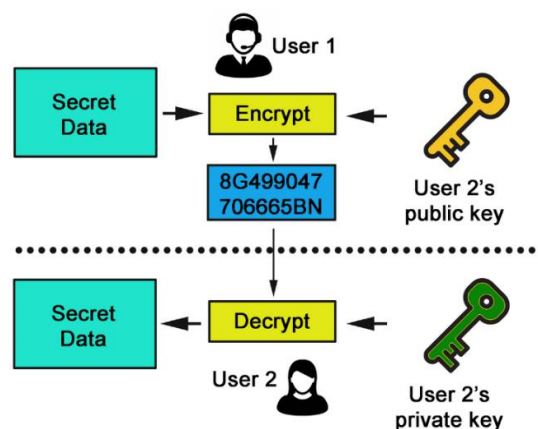 User 1
Secret
Data
Encrypt
User 2's
public key
8G499047
706665BN
Secret
Data
Decrypt
User 2
User 2's
private key